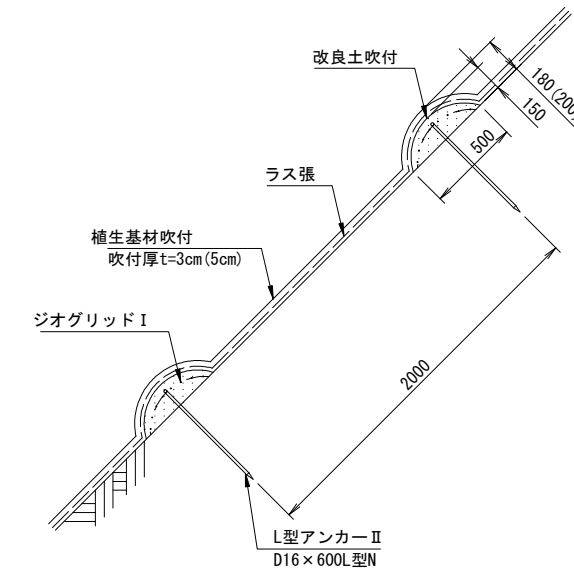 改良土吹付
180(200)
150
500
ラス張
植生基材吹付
吹付厚t=3cm(5cm)
ジオグリッドⅠ
2000
L型アンカーⅡ
D16×600L型N